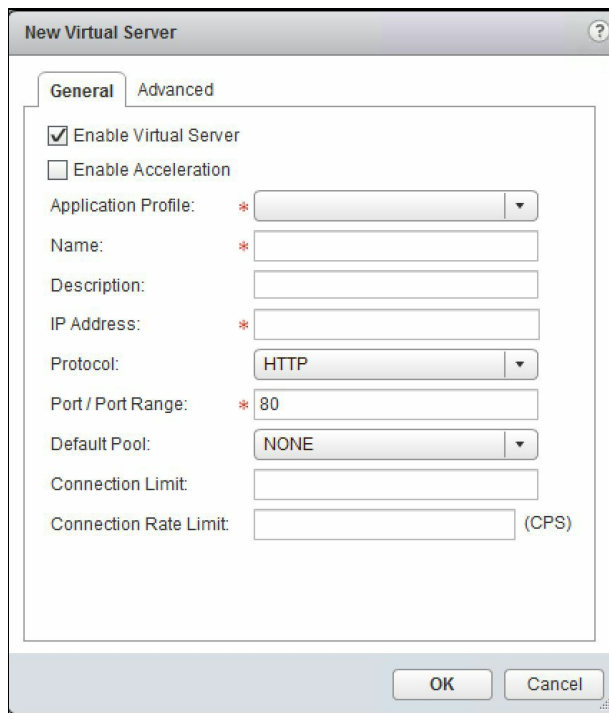 New Virtual Server ?
General Advanced
Enable Virtual Server
Enable Acceleration
Application Profile: *
Name: *
Description:
IP Address: *
Protocol: HTTP
Port / Port Range: * 80
Default Pool: NONE
Connection Limit:
Connection Rate Limit: (CPS)
OK Cancel